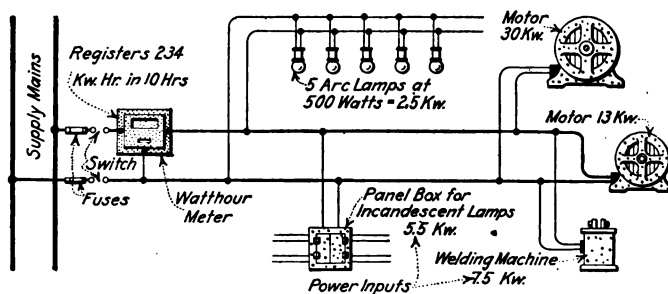 Supply Mains
Registers 234
Kw. Hr. in 10 Hrs
Switch
Fuses
Watthour
Meter
5 Arc Lamps at
500 Watts = 2.5 Kw.
Motor
30 Kw.
Motor 13 Kw.
Panel Box for
Incandescent Lamps
5.5 Kw.
Power Inputs
Welding Machine
7.5 Kw.